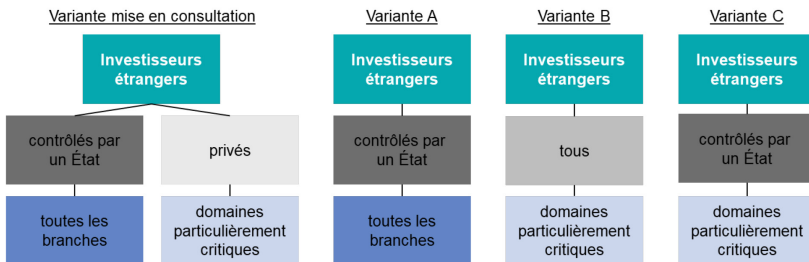 Variante mise en consultation
Variante A
Variante B
Variante C
Investisseurs
étrangers
Investisseurs
étrangers
Investisseurs
étrangers
Investisseurs
étrangers
contrôlés par
un État
privés
contrôlés par
un État
tous
contrôlés par
un État
toutes les
branches
domaines
particulièrement
critiques
toutes les
branches
domaines
particulièrement
critiques
domaines
particulièrement
critiques